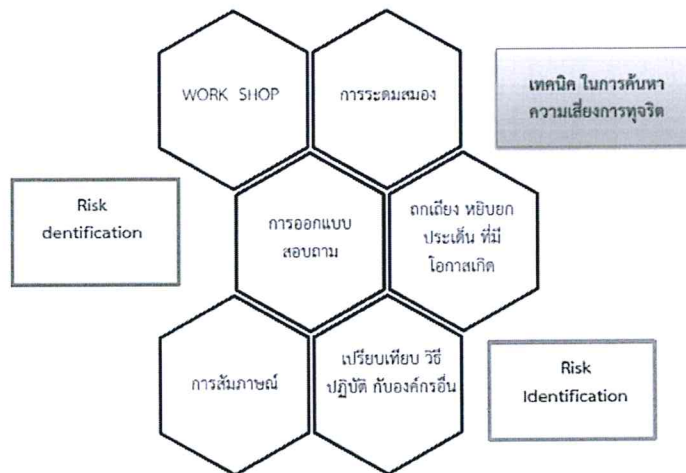 WORK SHOP
การระดมสมอง
เทคนิค ในการค้นหา
ความเสี่ยงการทุจริต
Risk
dentification
การออกแบบ
สอบถาม
ถกเถียง หยิบยก
ประเด็น ที่มี
โอกาสเกิด
การสัมภาษณ์
เปรียบเทียบ วิธี
ปฏิบัติ กับองค์กรอื่น
Risk
Identification